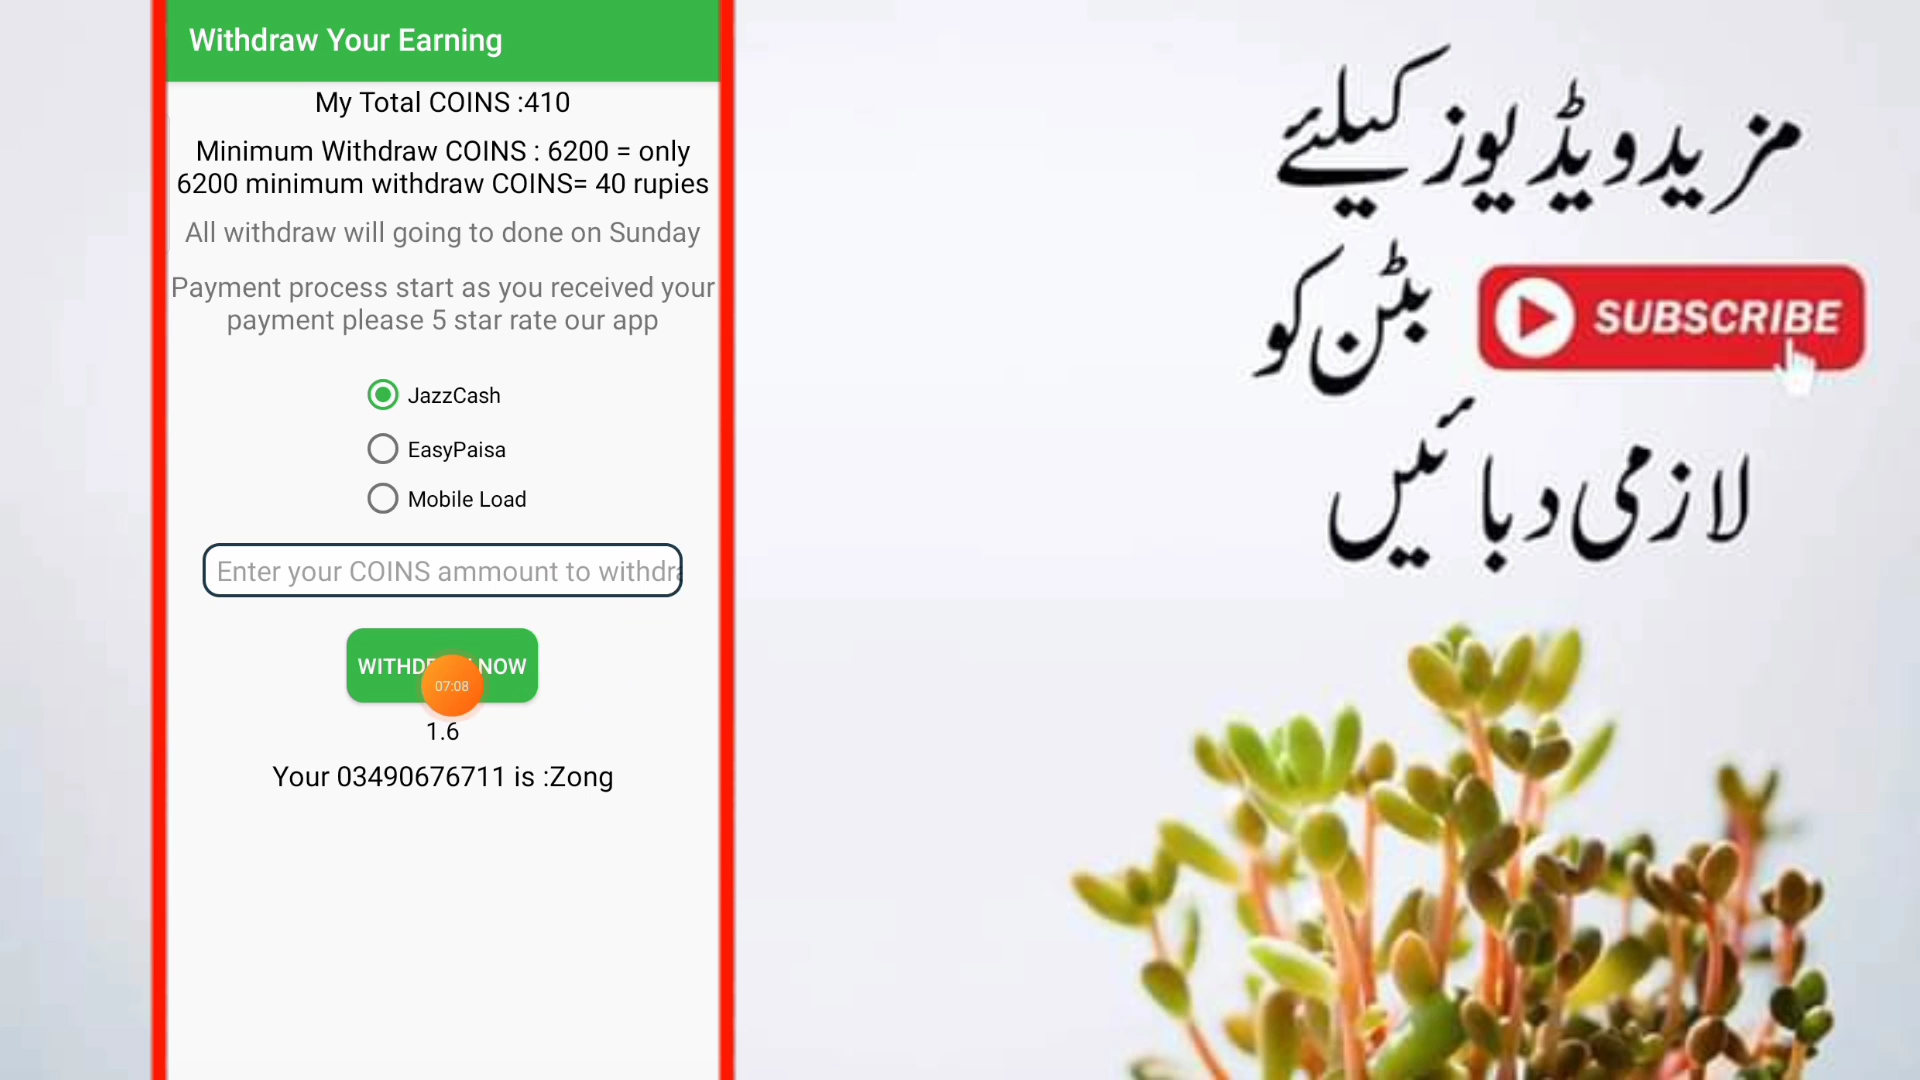 Withdraw Your Earning
My Total COINS :410
Minimum Withdraw COINS : 6200 = only
6200 minimum withdraw COINS= 40 rupies
All withdraw will going to done on Sunday
Payment process start as you received your
payment please 5 star rate our app
JazzCash
EasyPaisa
Mobile Load
Enter your COINS ammount to withdra
WITHD NOW
07:08
1.6
Your 03490676711 is :Zong
مزید ویڈیوز کیلئے
SUBSCRIBE بٹن کو
لازمی دبائیں